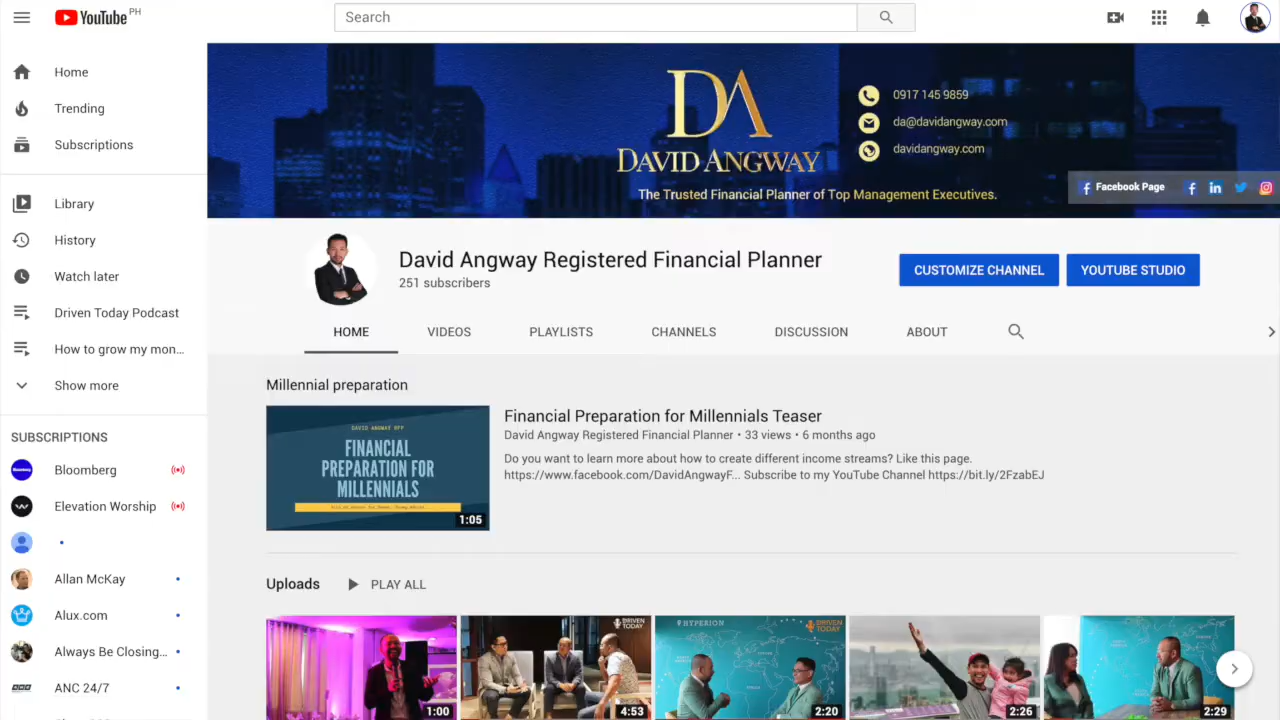 YouTube PH
Search
Home
Trending
Subscriptions
Library
History
Watch later
Driven Today Podcast
How to grow my mon...
Show more
SUBSCRIPTIONS
Bloomberg
Elevation Worship
Allan McKay
Alux.com
Always Be Closing...
ANC 24/7
DA
DAVID ANGWAY
The Trusted Financial Planner of Top Management Executives.
0917 145 9859
da@davidangway.com
davidangway.com
Facebook Page
David Angway Registered Financial Planner
251 subscribers
CUSTOMIZE CHANNEL
YOUTUBE STUDIO
HOME
VIDEOS
PLAYLISTS
CHANNELS
DISCUSSION
ABOUT
Millennial preparation
DAVID ANGWAY RFP
FINANCIAL
PREPARATION FOR
MILLENNIALS
1:05
Financial Preparation for Millennials Teaser
David Angway Registered Financial Planner • 33 views • 6 months ago
Do you want to learn more about how to create different income streams? Like this page.
https://www.facebook.com/DavidAngwayF... Subscribe to my YouTube Channel https://bit.ly/2FzabEJ
Uploads
PLAY ALL
1:00
DRIVEN
TODAY
4:53
HYPERION
DRIVEN
TODAY
2:20
2:26
2:29